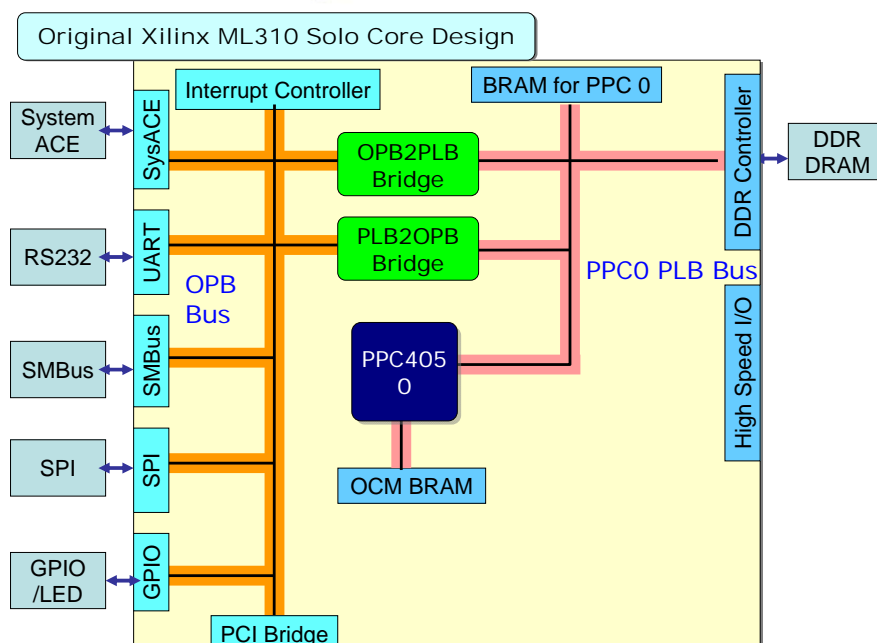 Original Xilinx ML310 Solo Core Design
Interrupt Controller
BRAM for PPC 0
System
ACE
SysACE
OPB2PLB
Bridge
DDR Controller
DDR
DRAM
RS232
UART
PLB2OPB
Bridge
OPB
Bus
PPC0 PLB Bus
SMBus
SMBus
PPC405
0
High Speed I/O
SPI
SPI
OCM BRAM
GPIO
/LED
GPIO
PCI Bridge